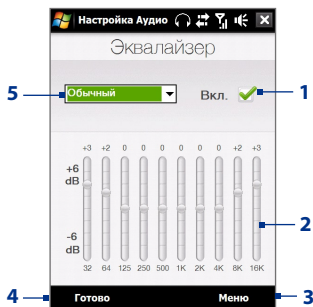 Настройка Аудио
Эквалайзер
5 Обычный Вкл. 1
+3 +2 0 0 0 0 0 0 +2 +3
+6
dB
2
-6
dB
32 64 125 250 500 1K 2K 4K 8K 16K
4 Готово Меню 3